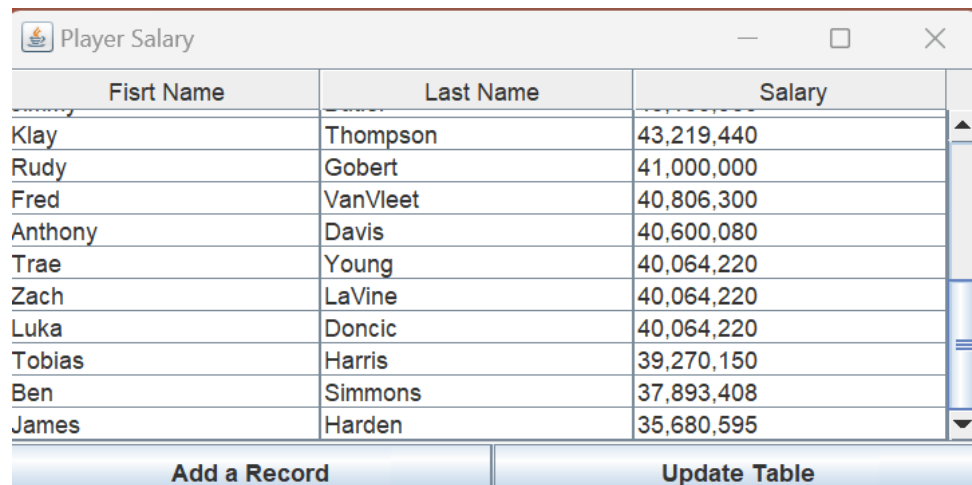 Player Salary
Fisrt Name Last Name Salary
Klay Thompson 43,219,440
Rudy Gobert 41,000,000
Fred VanVleet 40,806,300
Anthony Davis 40,600,080
Trae Young 40,064,220
Zach LaVine 40,064,220
Luka Doncic 40,064,220
Tobias Harris 39,270,150
Ben Simmons 37,893,408
James Harden 35,680,595
Add a Record Update Table